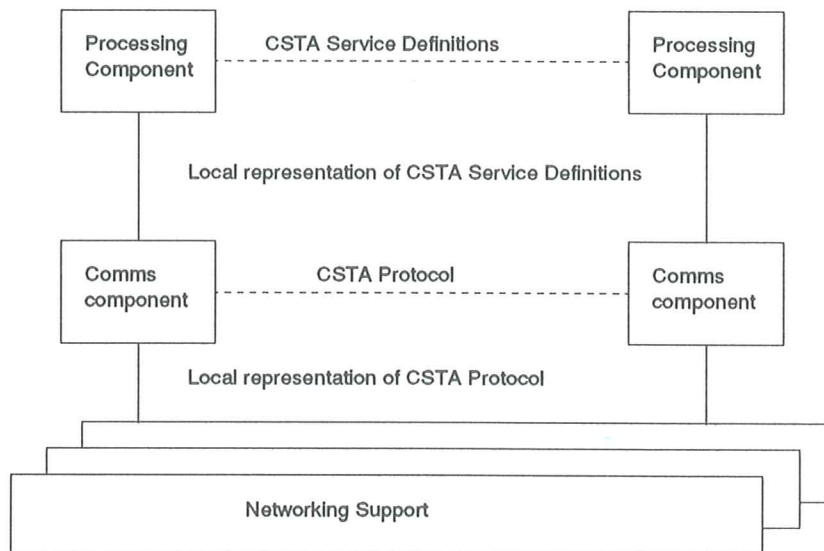 Processing
Component
CSTA Service Definitions
Processing
Component
Local representation of CSTA Service Definitions
Comms
component
CSTA Protocol
Comms
component
Local representation of CSTA Protocol
Networking Support